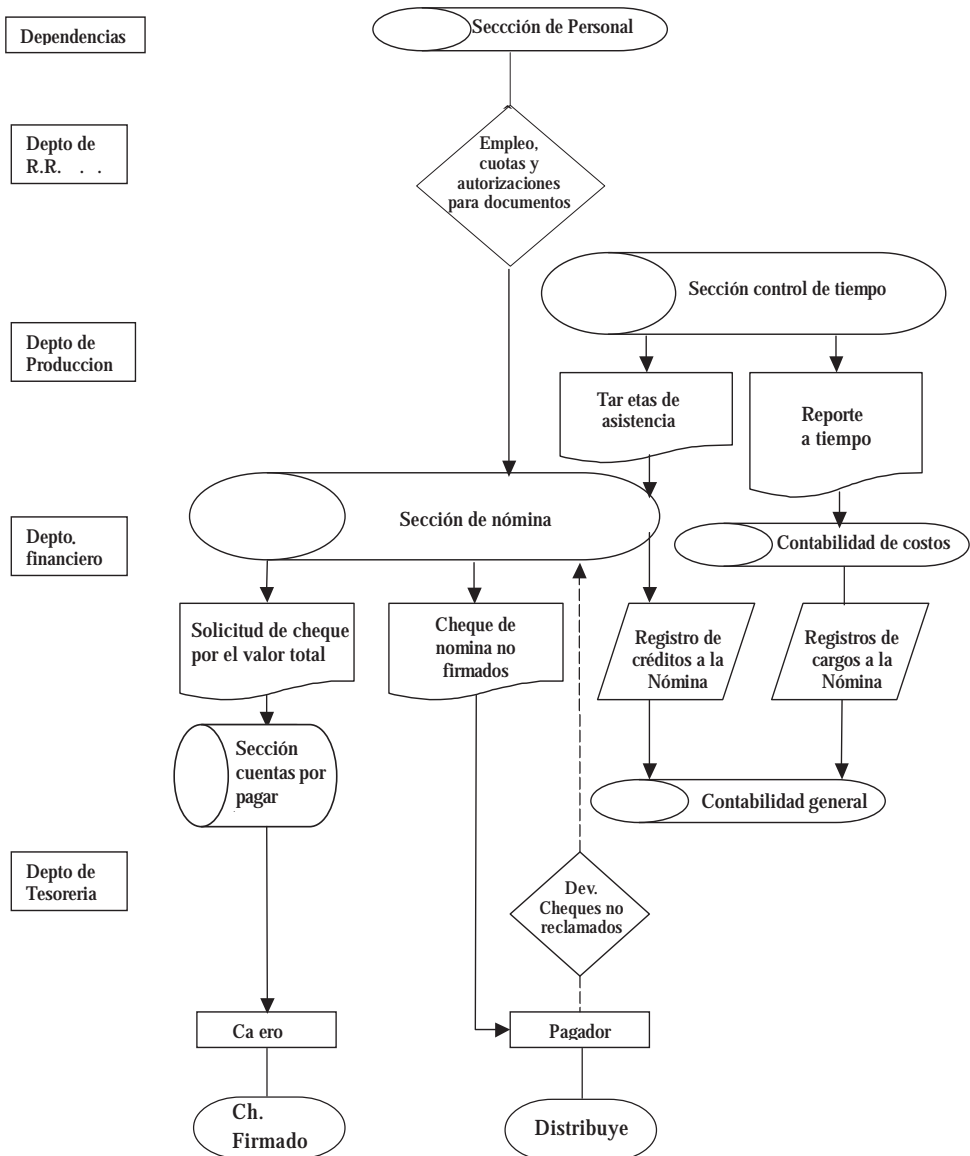 Dependencias
Seccción de Personal
Depto de
R.R. . .
Empleo,
cuotas y
autorizaciones
para documentos
Sección control de tiempo
Depto de
Produccion
Tar etas de
asistencia
Reporte
a tiempo
Sección de nómina
Depto.
financiero
Contabilidad de costos
Solicitud de cheque
por el valor total
Cheque de
nomina no
firmados
Registro de
créditos a la
Nómina
Registros de
cargos a la
Nómina
Sección
cuentas por
pagar
Contabilidad general
Depto de
Tesoreria
Dev.
Cheques no
reclamados
Ca ero
Pagador
Ch.
Firmado
Distribuye